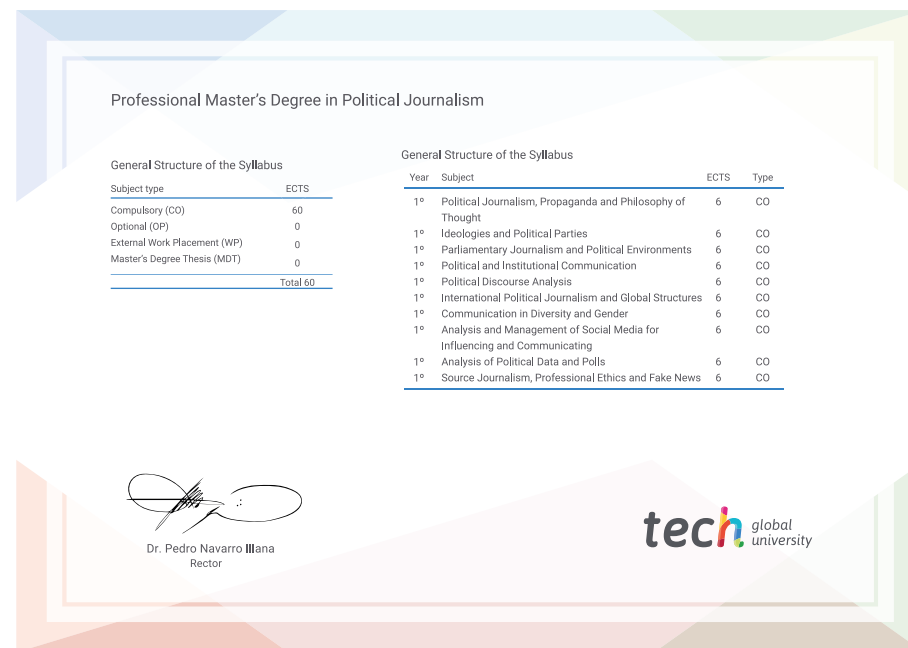 Professional Master's Degree in Political Journalism
General Structure of the Syllabus
Subject type ECTS
Compulsory (CO) 60
Optional (OP) 0
External Work Placement (WP) 0
Master's Degree Thesis (MDT) 0
Total 60
General Structure of the Syllabus
Year Subject ECTS Type
1º Political Journalism, Propaganda and Philosophy of 6 CO
Thought
1º Ideologies and Political Parties 6 CO
1º Parliamentary Journalism and Political Environments 6 CO
1º Political and Institutional Communication 6 CO
1º Political Discourse Analysis 6 CO
1º International Political Journalism and Global Structures 6 CO
1º Communication in Diversity and Gender 6 CO
1º Analysis and Management of Social Media for 6 CO
Influencing and Communicating
1º Analysis of Political Data and Polls 6 CO
1º Source Journalism, Professional Ethics and Fake News 6 CO
Dr. Pedro Navarro Illana
Rector
tech global
university